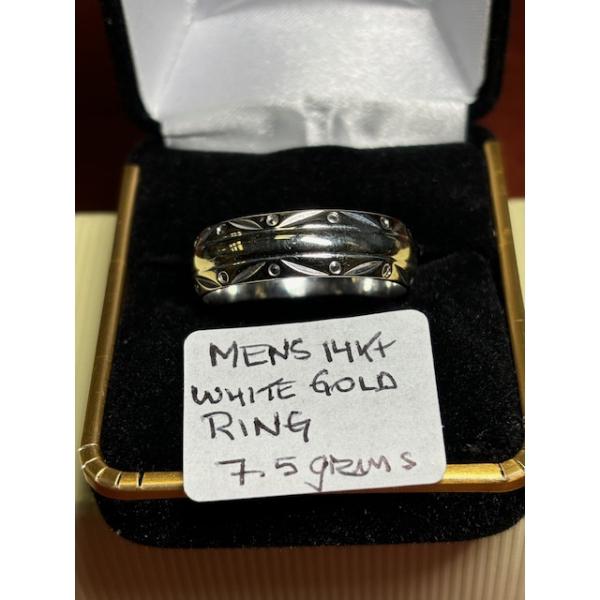 MENS 14Kt
WHITE GOLD
RING
7.5 grams